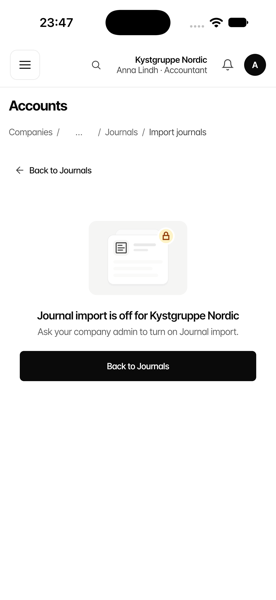 23:47
Kystgruppe Nordic
Anna Lindh · Accountant
A
Accounts
Companies / ... / Journals / Import journals
← Back to Journals
Journal import is off for Kystgruppe Nordic
Ask your company admin to turn on Journal import.
Back to Journals